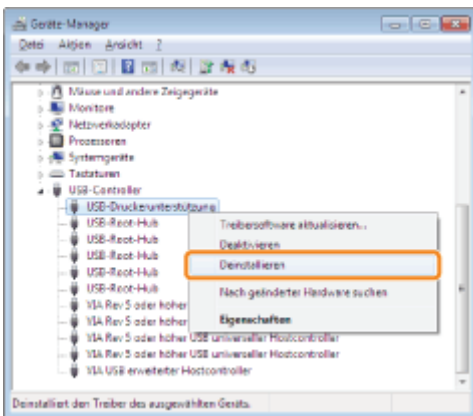 Geräte-Manager
Datei Aktion Ansicht ?
Mäuse und andere Zeigegeräte
Monitore
Netzwerkadapter
Prozessoren
Systemgeräte
Tastaturen
USB-Controller
USB-Druckerunterstützung
USB-Root-Hub
USB-Root-Hub
USB-Root-Hub
USB-Root-Hub
USB-Root-Hub
VIA Rev 5 oder höher
VIA Rev 5 oder höher
VIA Rev 5 oder höher USB universeller Hostcontroller
VIA Rev 5 oder höher USB universeller Hostcontroller
VIA USB erweiterter Hostcontroller
Treibersoftware aktualisieren...
Deaktivieren
Deinstallieren
Nach geänderter Hardware suchen
Eigenschaften
Deinstalliert den Treiber des ausgewählten Geräts.